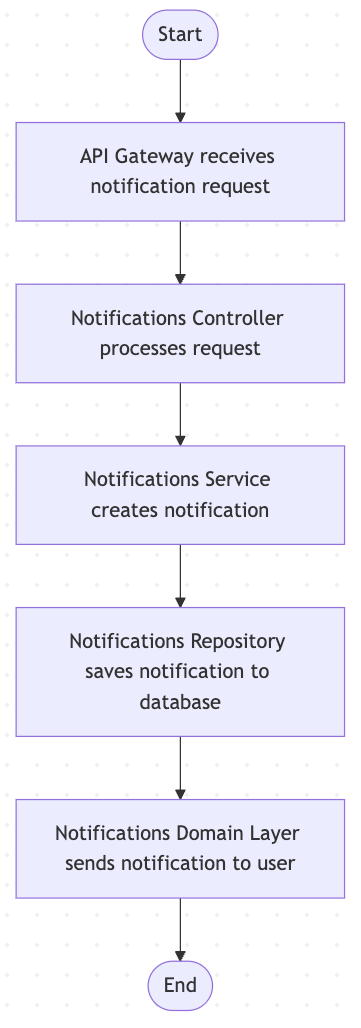 Start
API Gateway receives
notification request
Notifications Controller
processes request
Notifications Service
creates notification
Notifications Repository
saves notification to
database
Notifications Domain Layer
sends notification to user
End